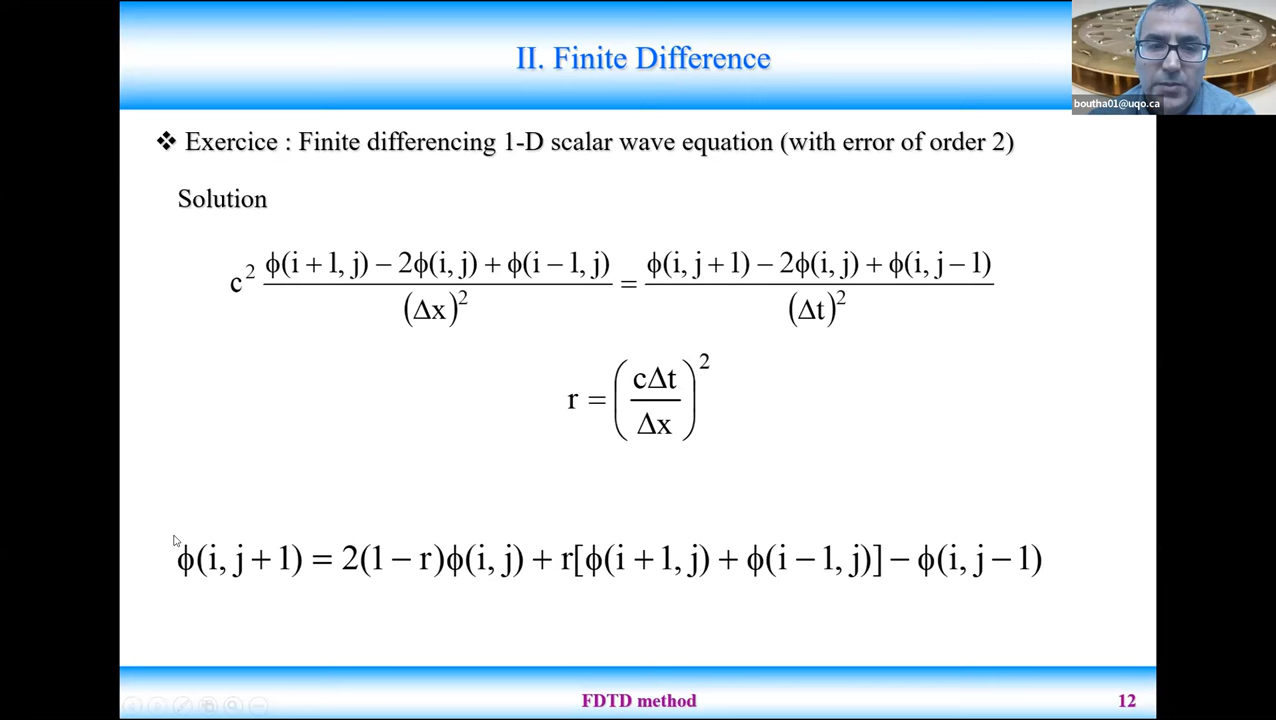 II. Finite Difference
boutha01@uqo.ca
❖ Exercice : Finite differencing 1-D scalar wave equation (with error of order 2)
Solution
c² (ϕ(i+1, j) − 2ϕ(i, j) + ϕ(i−1, j)) / (Δx)² = (ϕ(i, j+1) − 2ϕ(i, j) + ϕ(i, j−1)) / (Δt)²
r = (cΔt / Δx)²
ϕ(i, j+1) = 2(1−r)ϕ(i, j) + r[ϕ(i+1, j) + ϕ(i−1, j)] − ϕ(i, j−1)
FDTD method
12